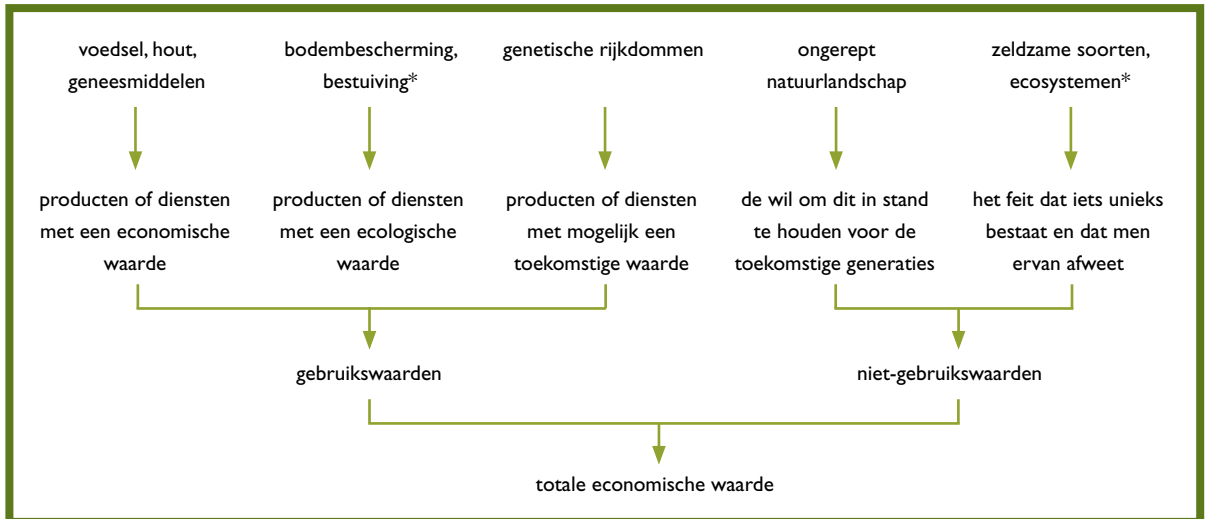 voedsel, hout,
geneesmiddelen
bodembescherming,
bestuiving*
genetische rijkdommen
ongerept
natuurlandschap
zeldzame soorten,
ecosystemen*
producten of diensten
met een economische
waarde
producten of diensten
met een ecologische
waarde
producten of diensten
met mogelijk een
toekomstige waarde
de wil om dit in stand
te houden voor de
toekomstige generaties
het feit dat iets unieks
bestaat en dat men
ervan afweet
gebruikswaarden
niet-gebruikswaarden
totale economische waarde